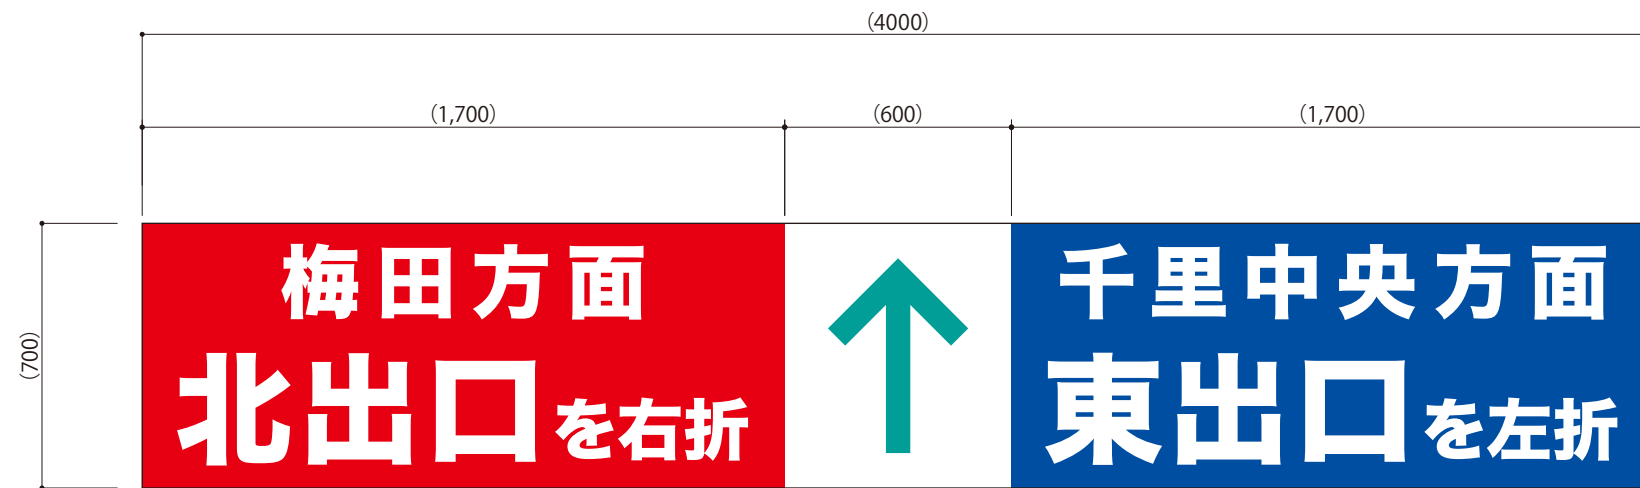 (4000)
(1,700)
(600)
(1,700)
(700)
梅田方面
北出口を右折
千里中央方面
東出口を左折